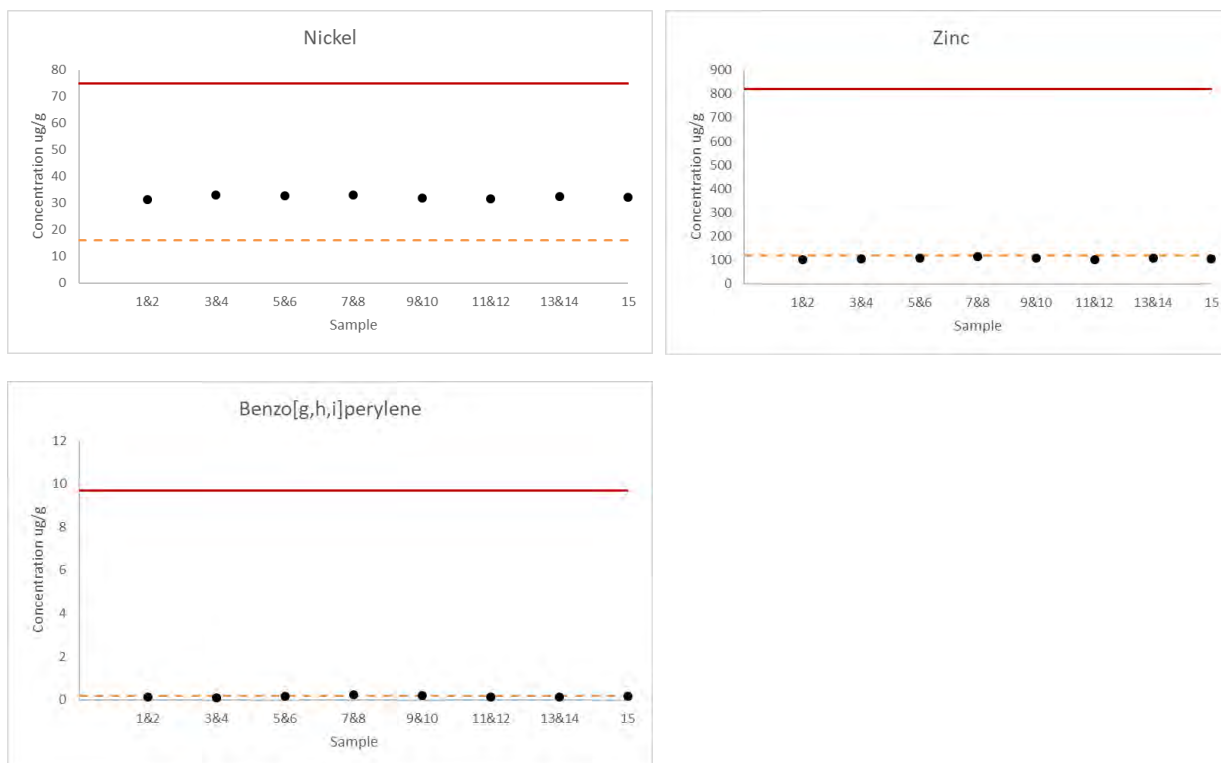 Nickel
80
70
60
50
40
30
20
10
0
Concentration ug/g
1&2 3&4 5&6 7&8 9&10 11&12 13&14 15
Sample
Zinc
900
800
700
600
500
400
300
200
100
0
Concentration ug/g
1&2 3&4 5&6 7&8 9&10 11&12 13&14 15
Sample
Benzo[g,h,i]perylene
12
10
8
6
4
2
0
Concentration ug/g
1&2 3&4 5&6 7&8 9&10 11&12 13&14 15
Sample